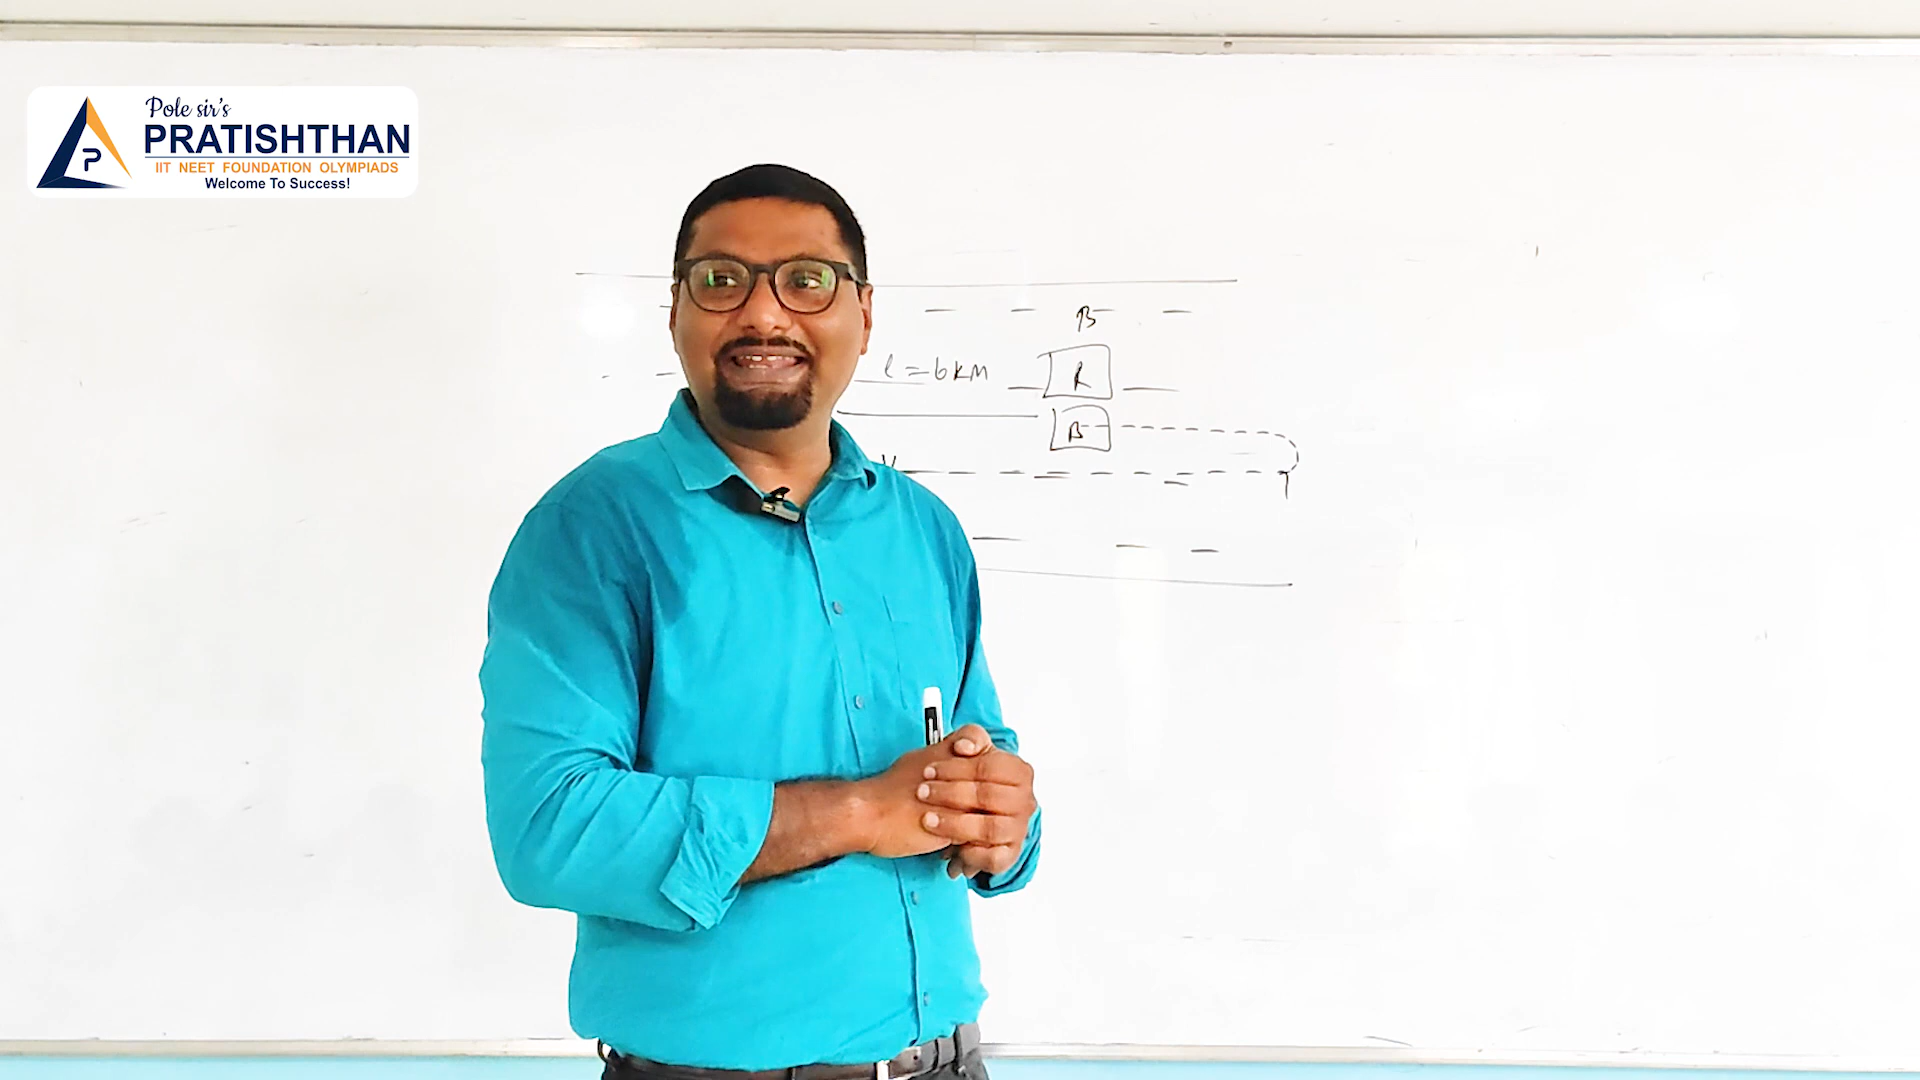 Pole sir's
PRATISHTHAN
IIT NEET FOUNDATION OLYMPIADS
Welcome To Success!
P
B
l = 6 KM
R
B